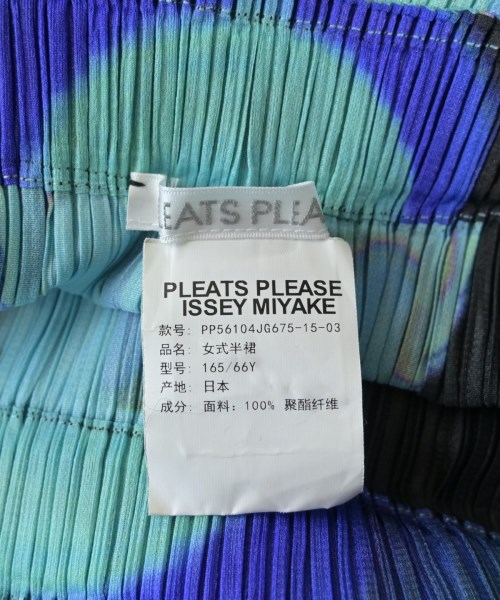 EATS PLEA
PLEATS PLEASE
ISSEY MIYAKE
款号: PP56104JG675-15-03
品名: 女式半裙
型号: 165/66Y
产地: 日本
成分: 面料: 100% 聚酯纤维